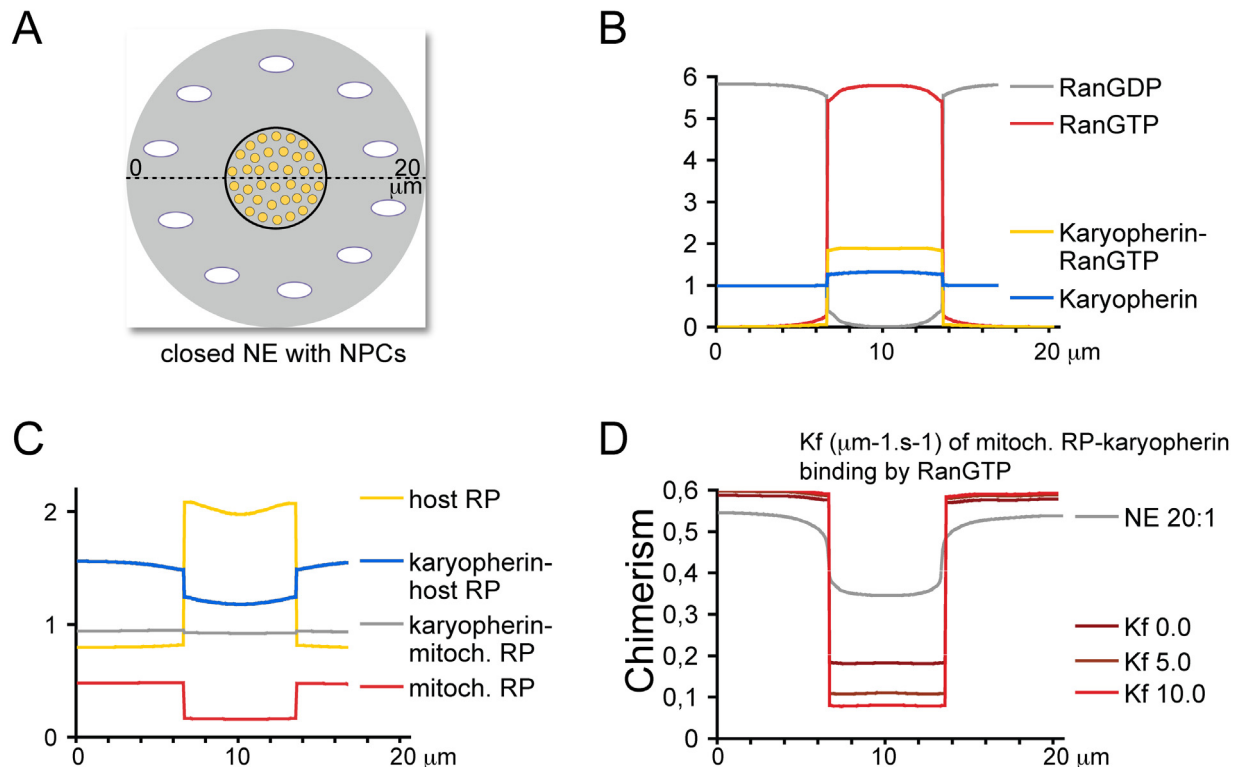 A
0
20
μm
closed NE with NPCs
B
6
5
4
3
2
1
0
RanGDP
RanGTP
Karyopherin-
RanGTP
Karyopherin
0
10
20 μm
C
2
1
0
host RP
karyopherin-
host RP
karyopherin-
mitoch. RP
mitoch. RP
0
10
20 μm
D
Kf (μm-1.s-1) of mitoch. RP-karyopherin
binding by RanGTP
Chimerism
0,6
0,5
0,4
0,3
0,2
0,1
0
NE 20:1
Kf 0.0
Kf 5.0
Kf 10.0
0
10
20 μm